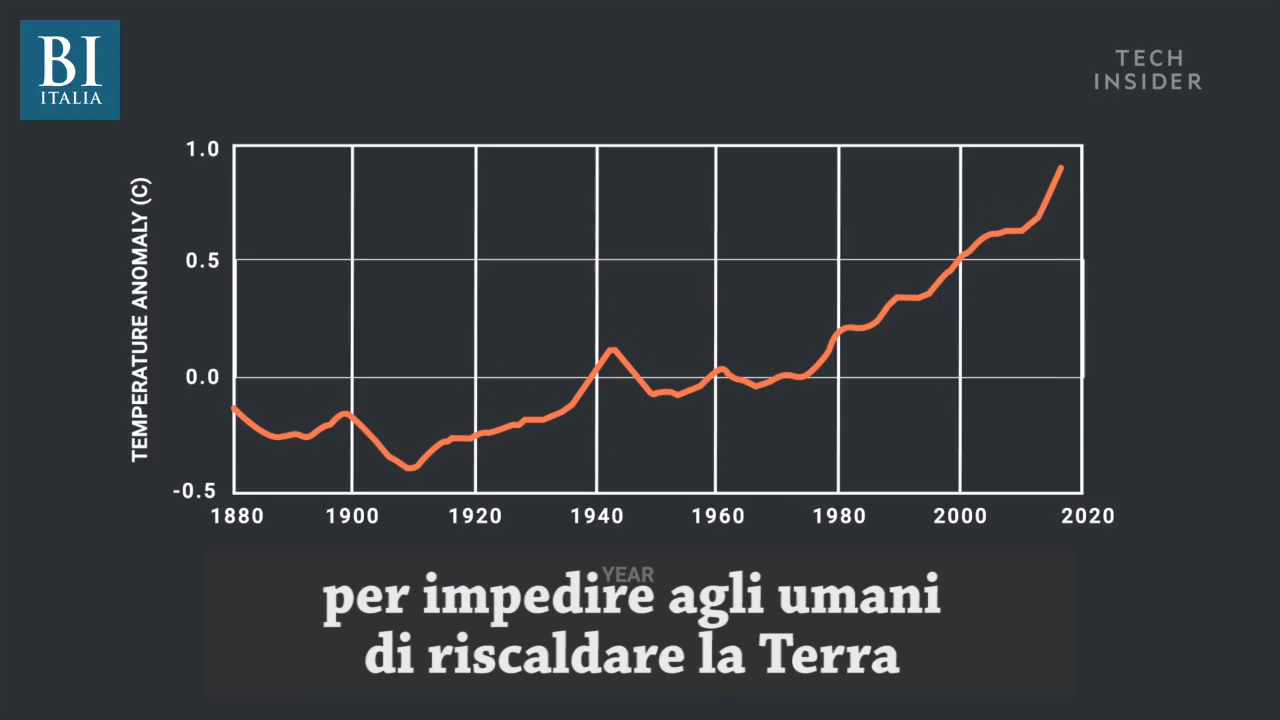 BI
ITALIA
TECH
INSIDER
TEMPERATURE ANOMALY (C)
1.0
0.5
0.0
-0.5
1880 1900 1920 1940 1960 1980 2000 2020
YEAR
per impedire agli umani
di riscaldare la Terra